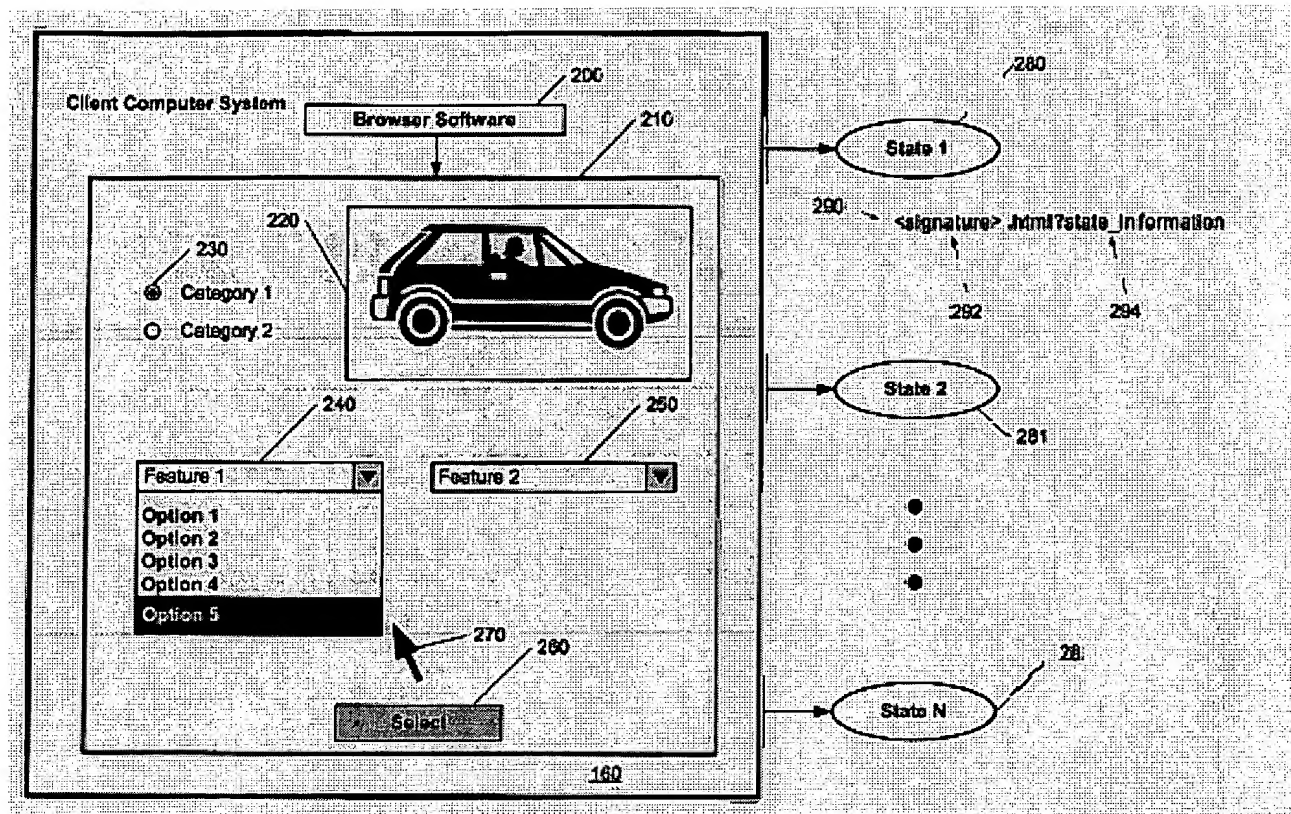 Client Computer System
200
Browser Software
210
280
State 1
290
<signature> .html?state_information
292
294
220
230
Category 1
Category 2
State 2
281
240
250
Feature 1
Feature 2
Option 1
Option 2
Option 3
Option 4
Option 5
270
260
Select
28
State N
160